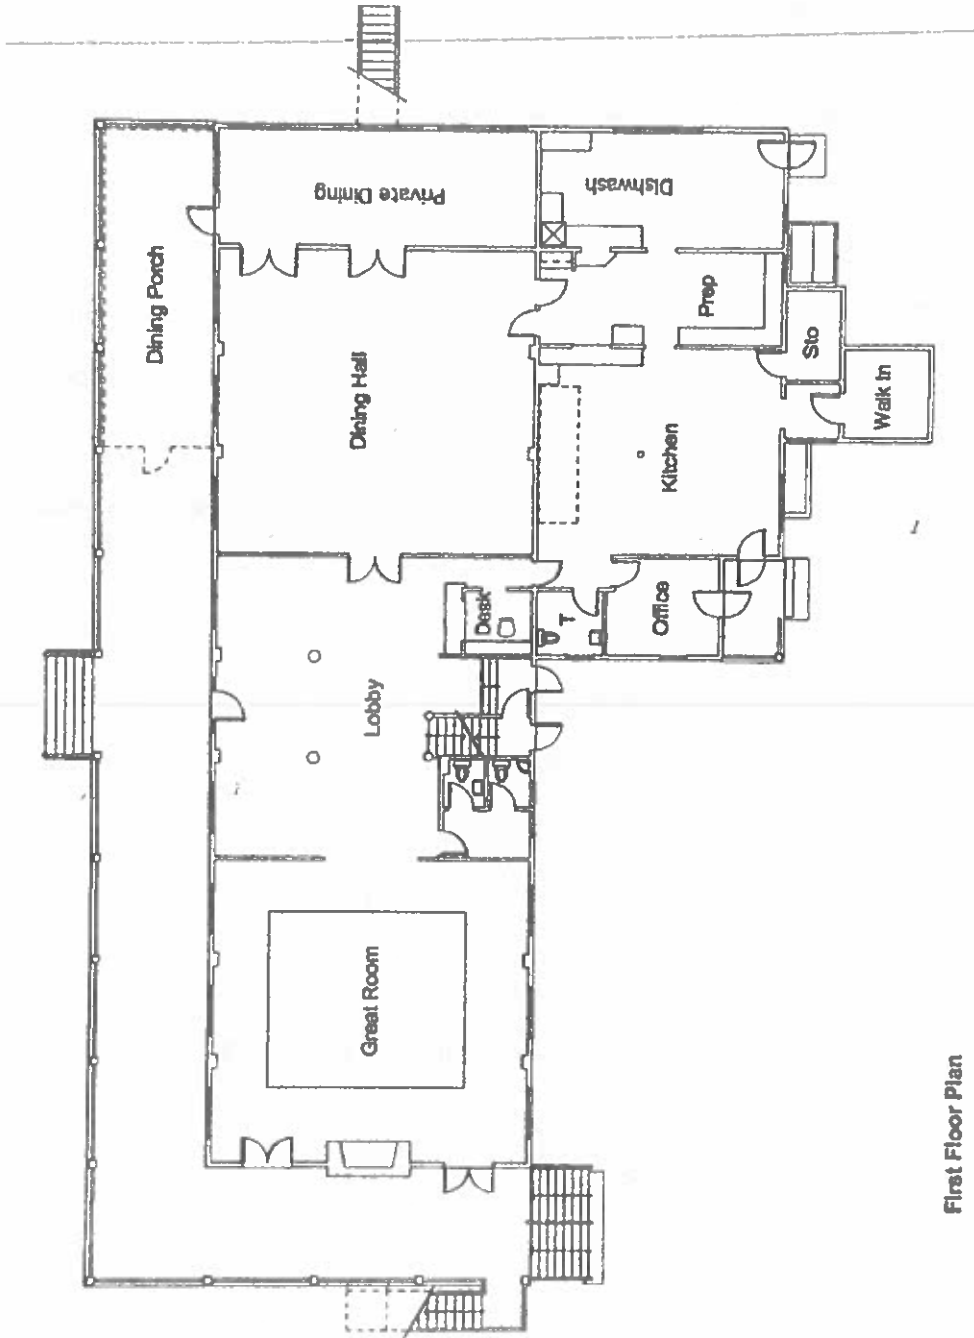 Dining Porch
Great Room
Lobby
Dining Hall
Private Dining
Desk
T
Office
Kitchen
Prep
Dishwash
Sto
Walk In
First Floor Plan